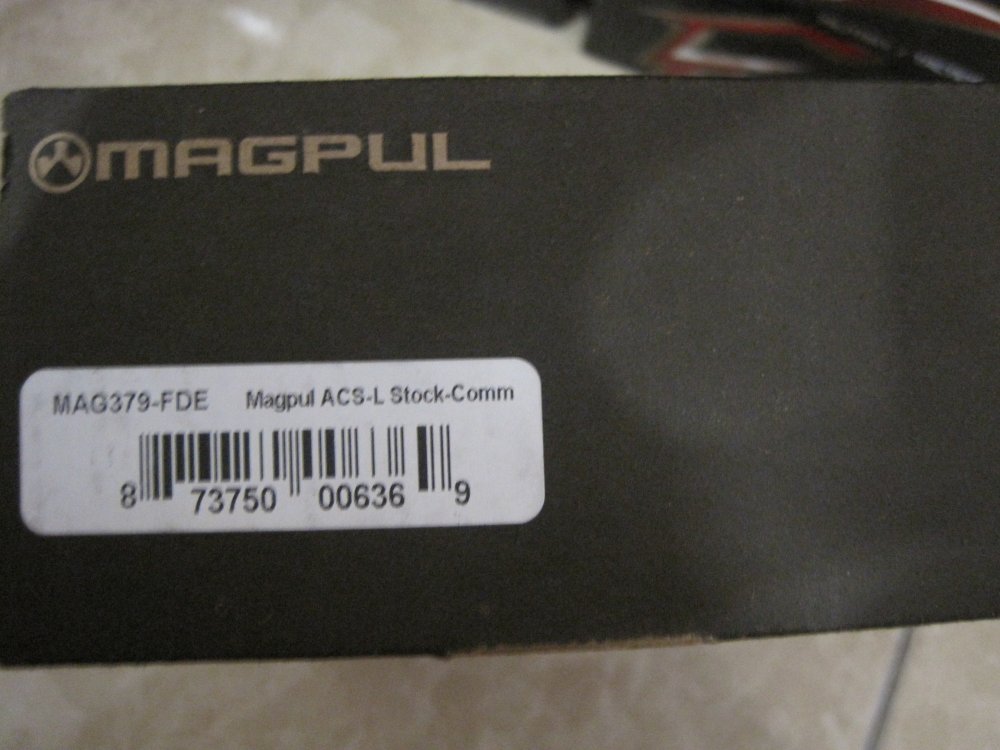 MAGPUL
MAG379-FDE Magpul ACS-L Stock-Comm
8 73750 00636 9